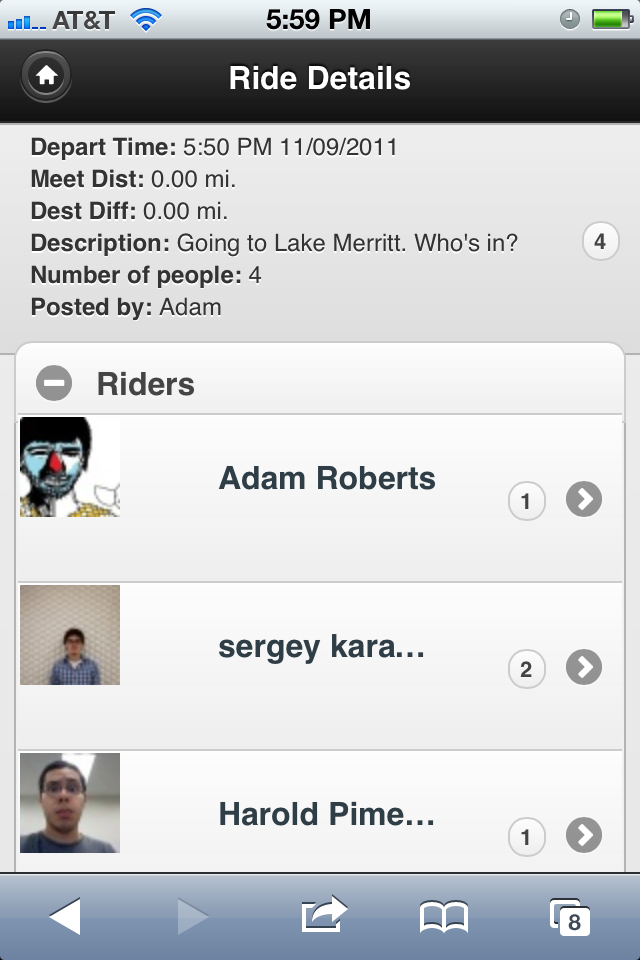 AT&T 5:59 PM
Ride Details
Depart Time: 5:50 PM 11/09/2011
Meet Dist: 0.00 mi.
Dest Diff: 0.00 mi.
Description: Going to Lake Merritt. Who's in? 4
Number of people: 4
Posted by: Adam
Riders
Adam Roberts 1
sergey kara... 2
Harold Pime... 1
8